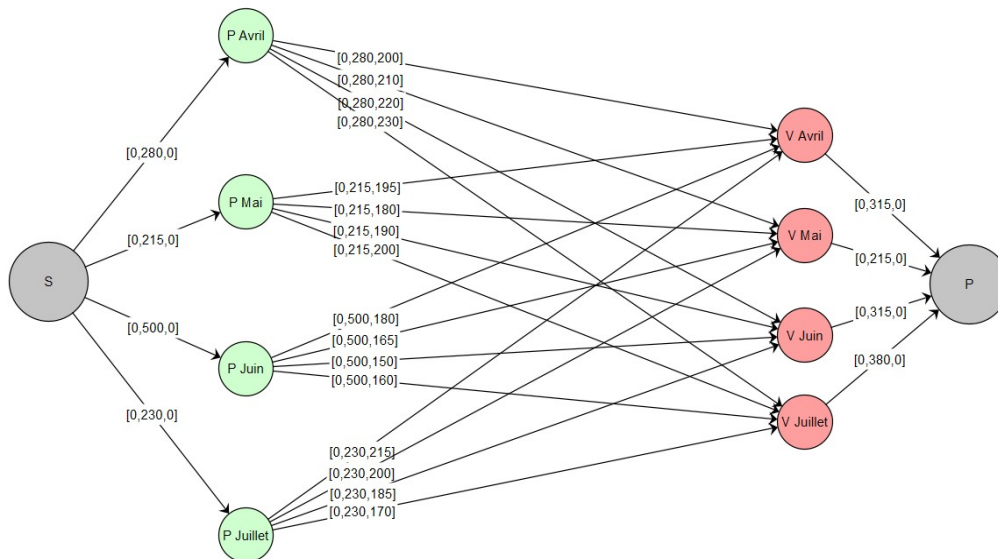 P Avril
[0,280,200]
[0,280,210]
[0,280,220]
[0,280,230]
V Avril
[0,280,0]
P Mai
[0,215,195]
[0,215,180]
[0,215,190]
[0,215,200]
[0,315,0]
V Mai
[0,215,0]
[0,215,0]
S
P
[0,315,0]
[0,500,0]
[0,500,180]
[0,500,165]
[0,500,150]
[0,500,160]
V Juin
P Juin
[0,380,0]
[0,230,0]
V Juillet
[0,230,215]
[0,230,200]
[0,230,185]
[0,230,170]
P Juillet